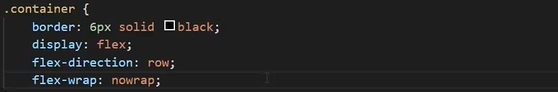 .container {
border: 6px solid black;
display: flex;
flex-direction: row;
flex-wrap: nowrap;